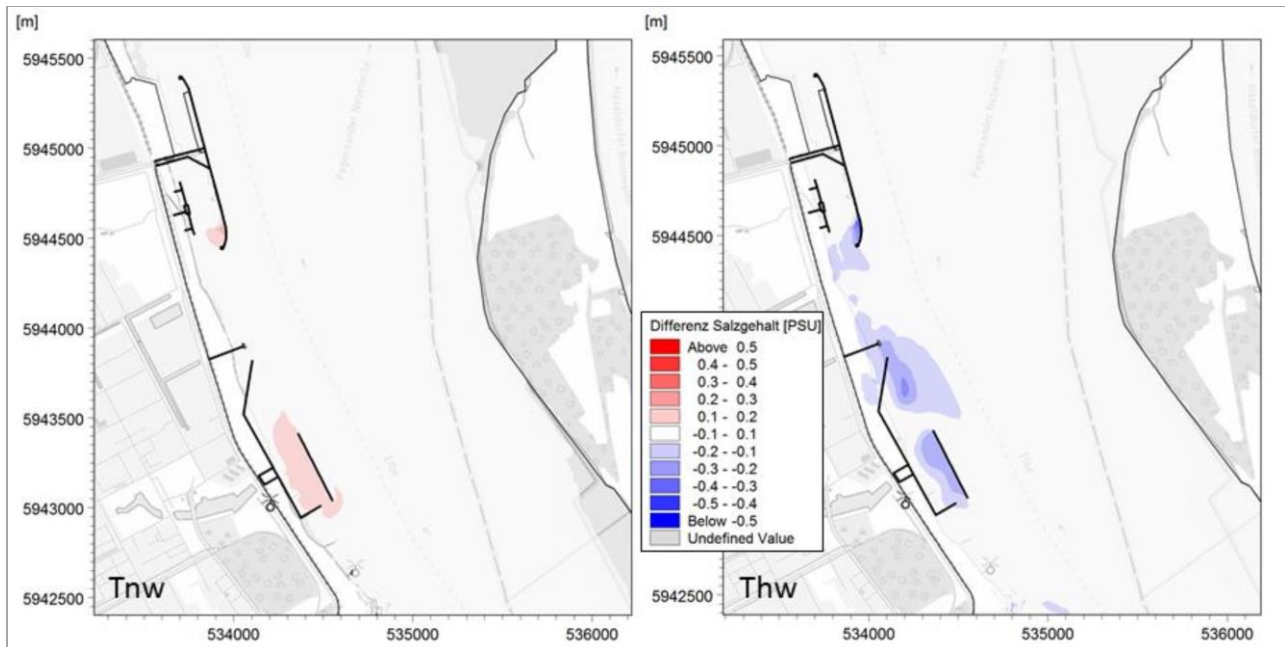 [m]
5945500
5945000
5944500
5944000
5943500
5943000
5942500
Tnw
534000
535000
536000
[m]
5945500
5945000
5944500
5944000
5943500
5943000
5942500
Thw
534000
535000
536000
Differenz Salzgehalt [PSU]
Above 0.5
0.4 - 0.5
0.3 - 0.4
0.2 - 0.3
0.1 - 0.2
-0.1 - 0.1
-0.2 - -0.1
-0.3 - -0.2
-0.4 - -0.3
-0.5 - -0.4
Below -0.5
Undefined Value